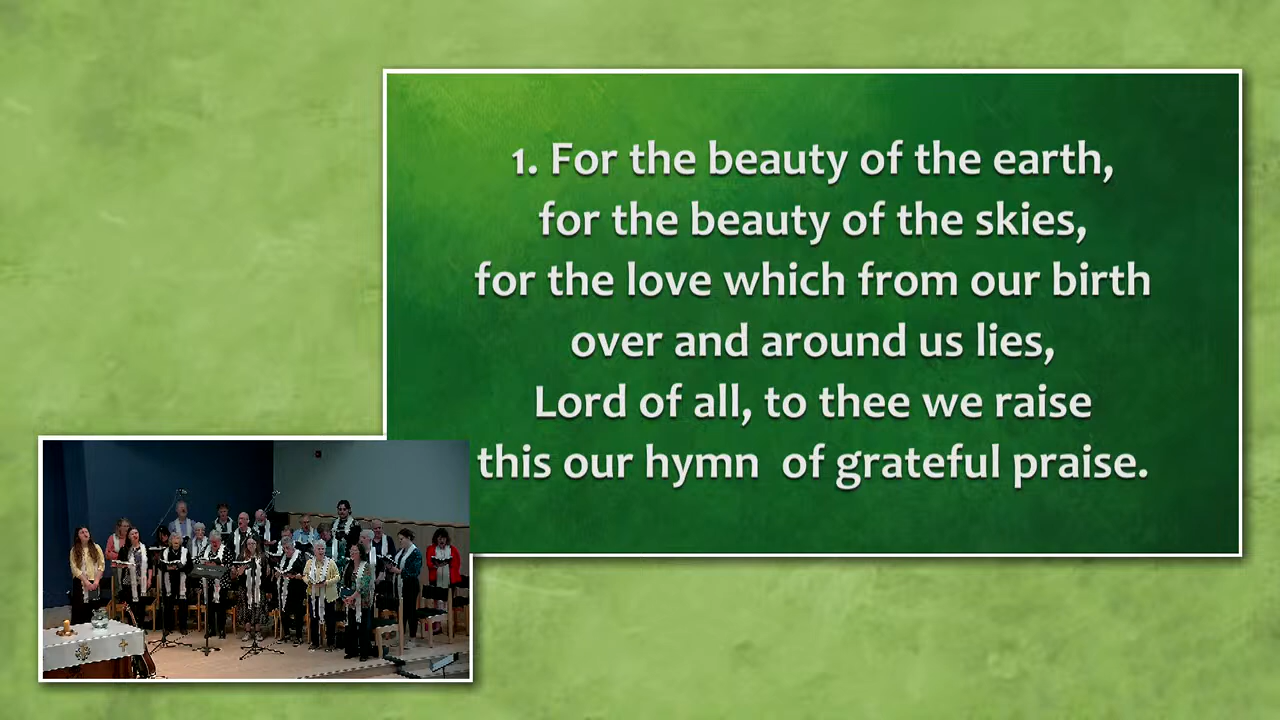 1. For the beauty of the earth,
for the beauty of the skies,
for the love which from our birth
over and around us lies,
Lord of all, to thee we raise
this our hymn of grateful praise.